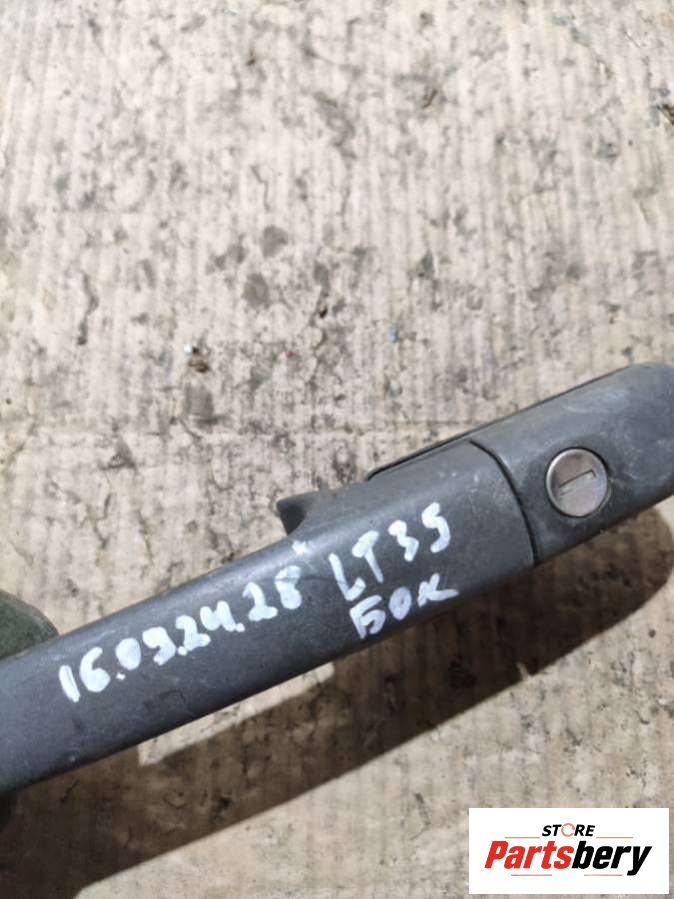 16.03.24.28 LT35
БОК
STORE
Partsbery